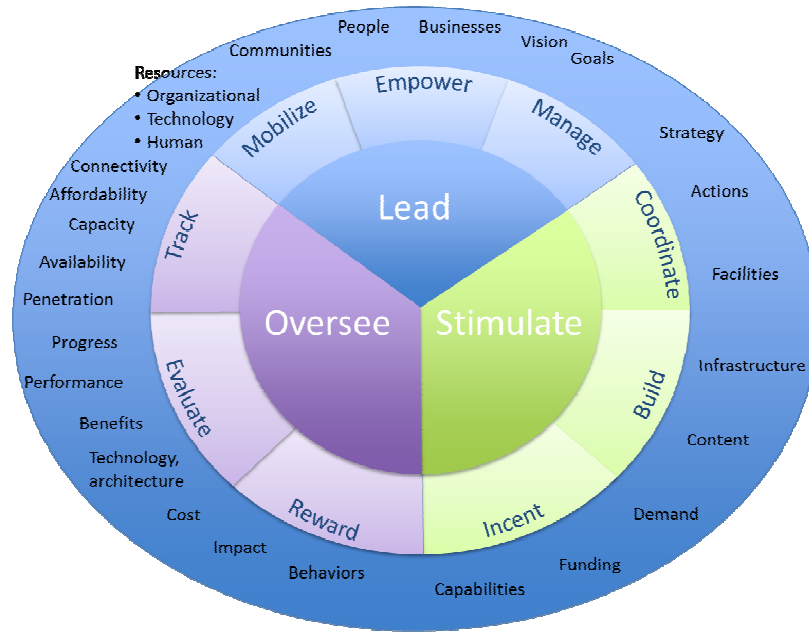 People
Businesses
Vision
Goals
Communities
Resources:
• Organizational
• Technology
• Human
Strategy
Actions
Facilities
Infrastructure
Content
Demand
Funding
Capabilities
Behaviors
Impact
Cost
Technology,
architecture
Benefits
Performance
Progress
Penetration
Availability
Capacity
Affordability
Connectivity
Mobilize
Empower
Manage
Coordinate
Build
Incent
Reward
Evaluate
Track
Lead
Stimulate
Oversee